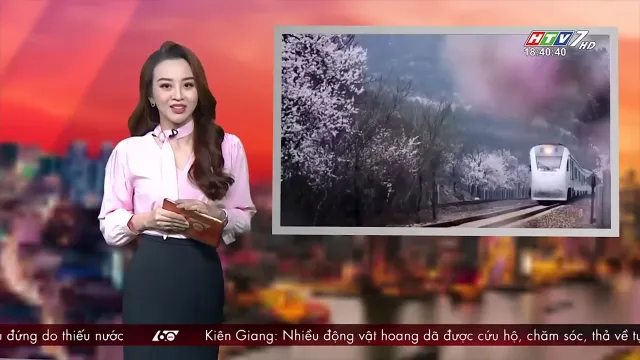 HTV7 HD
18:40:40
đứng do thiếu nước
60 Kiên Giang: Nhiều động vật hoang dã được cứu hộ, chăm sóc, thả về